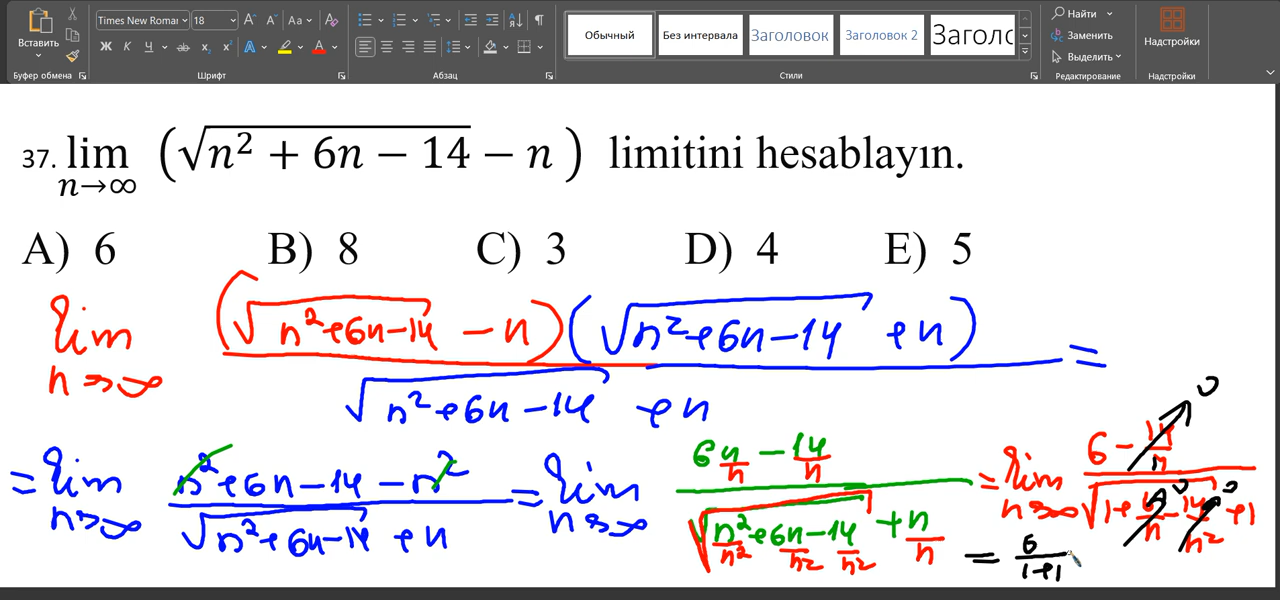 Вставить
Буфер обмена
Times New Roman
18
Aa
Ж К Ч ab x₂ x² A A
Шрифт
Абзац
Обычный
Без интервала
Заголовок
Заголовок 2
Заголо
Стили
Найти
Заменить
Выделить
Редактирование
Надстройки
Надстройки
37. lim n→∞ (√(n² + 6n − 14) − n) limitini hesablayın.
A) 6 B) 8 C) 3 D) 4 E) 5
lim n→∞ (√(n²+6n−14) − n)(√(n²+6n−14) + n) / (√(n²+6n−14) + n) =
= lim n→∞ (n²+6n−14−n²) / (√(n²+6n−14) + n) = lim n→∞ (6n/n − 14/n) / (√(n²/n² + 6n/n² − 14/n²) + n/n) = lim n→∞ (6 − 14/n → 0) / (√(1 + 6/n → 0 − 14/n² → 0) + 1)
= 6/(1+1)